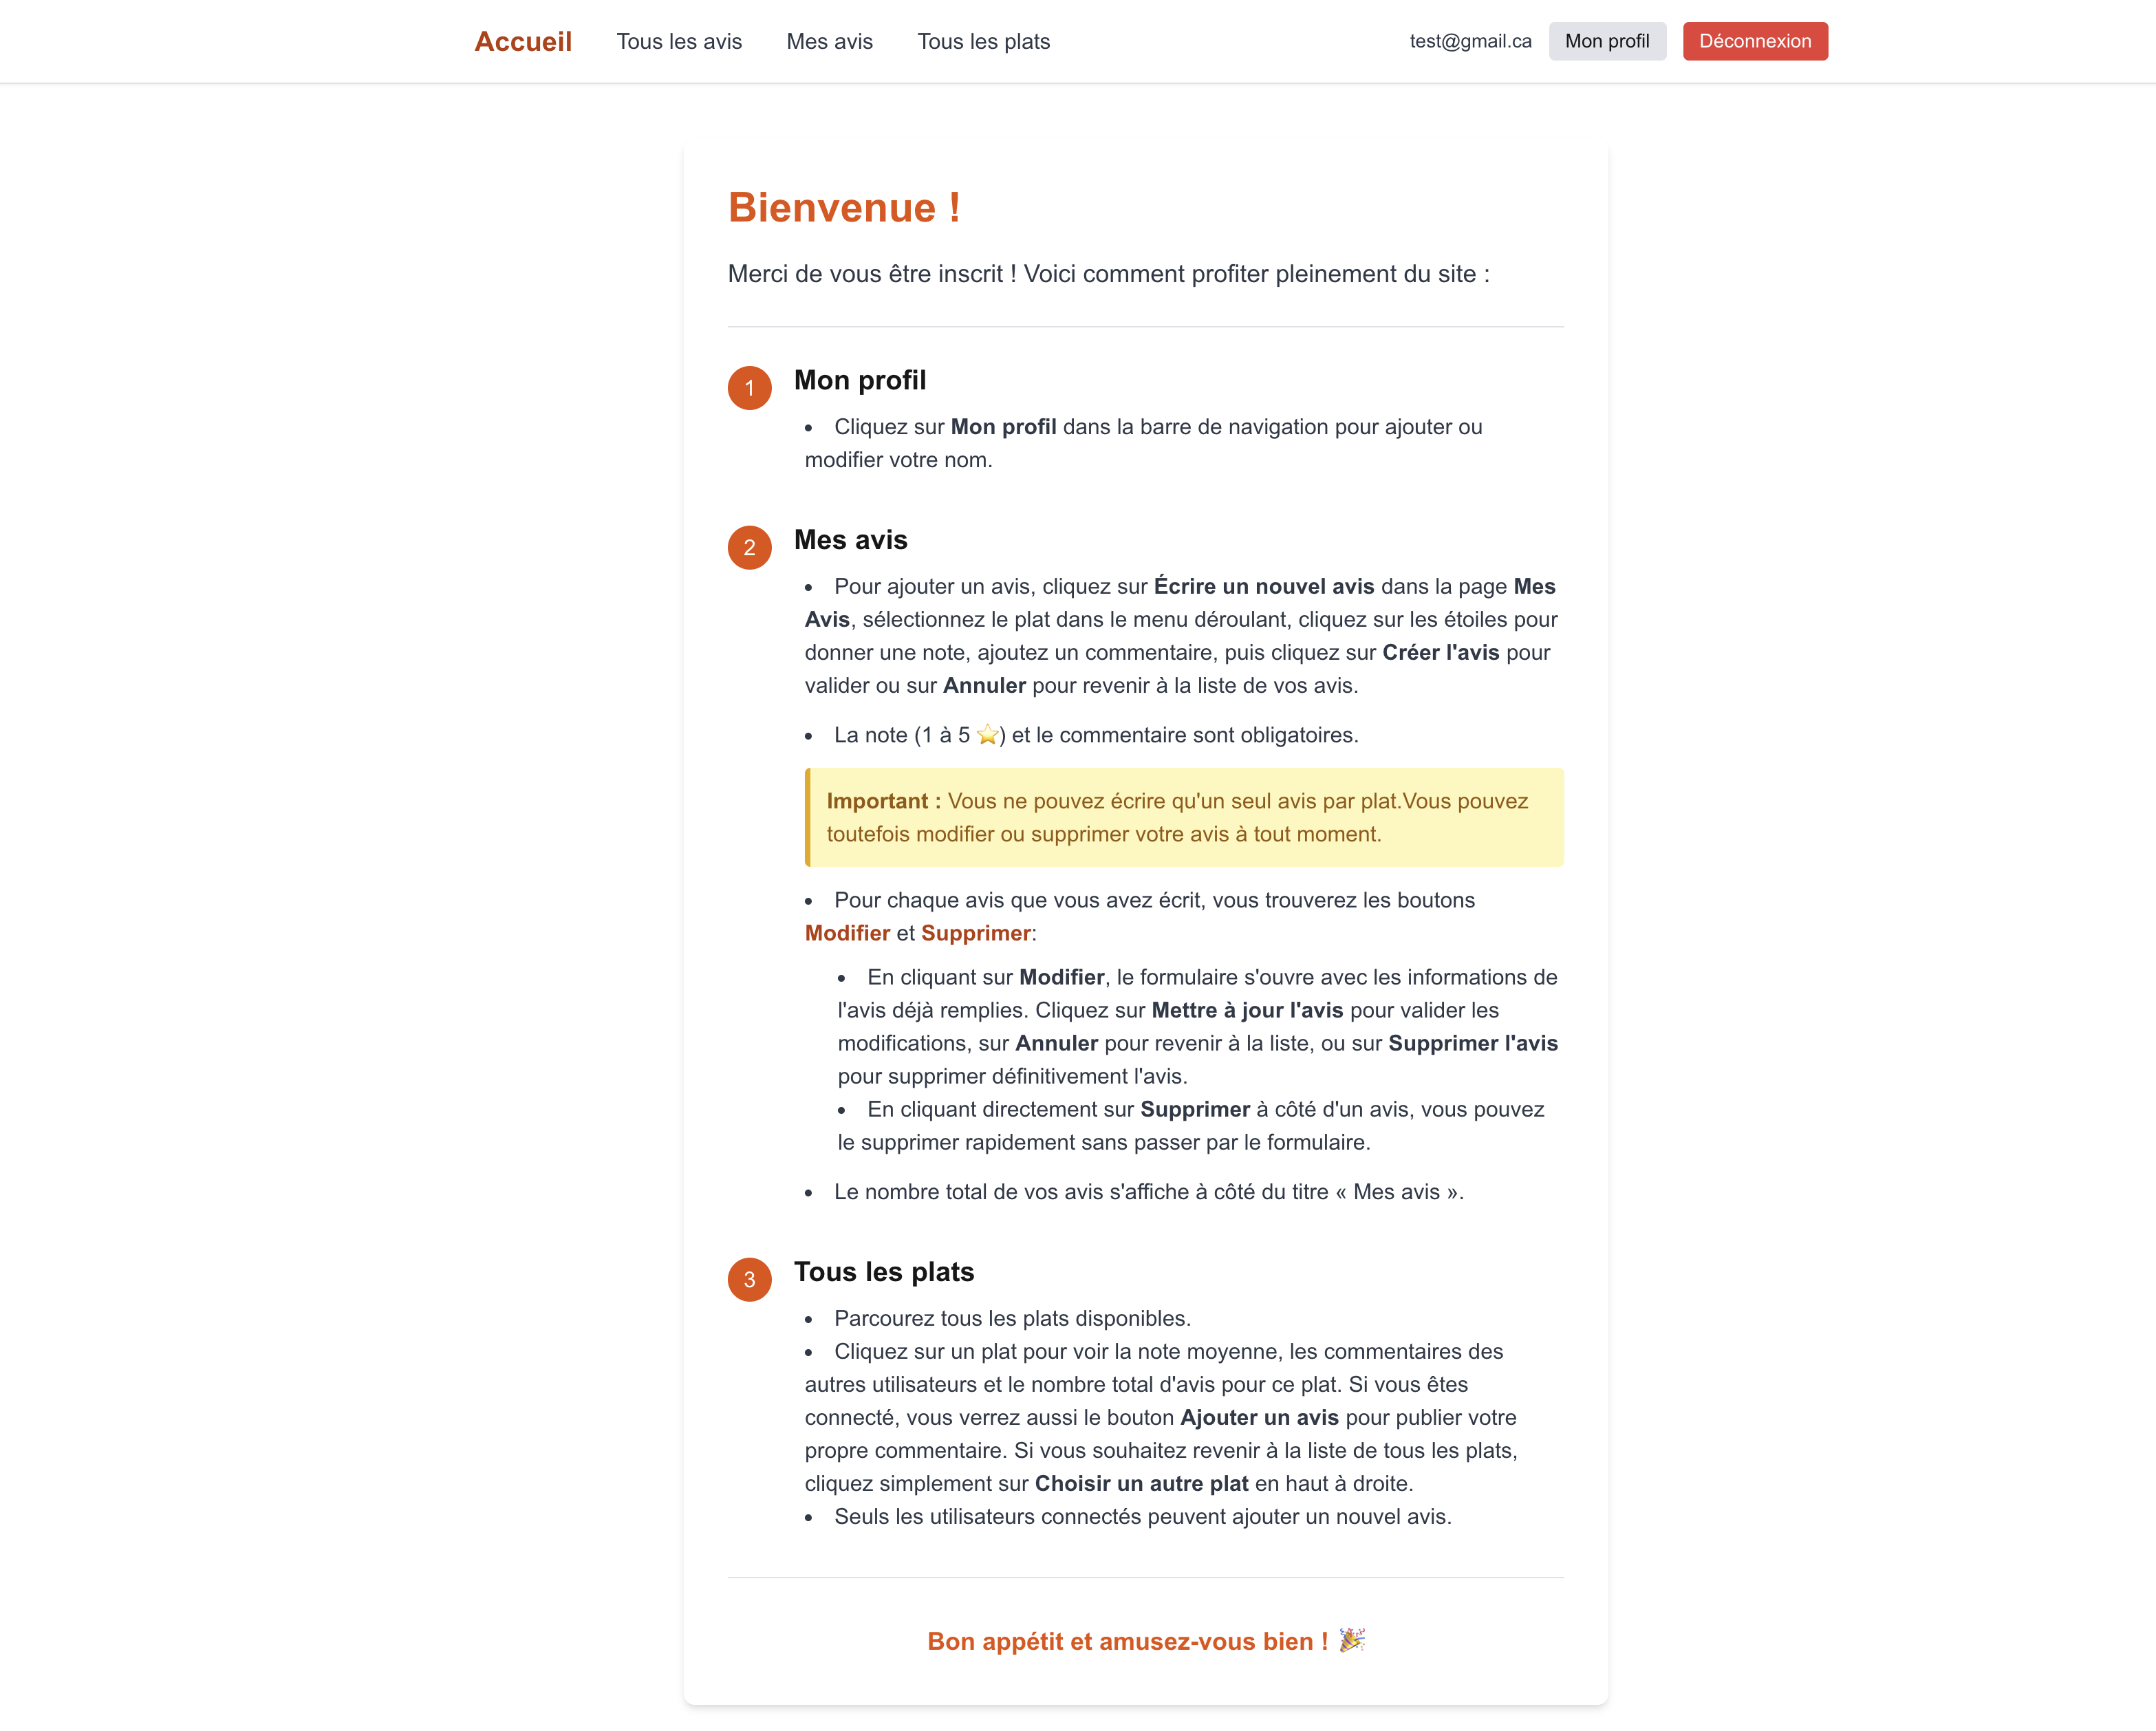 Accueil Tous les avis Mes avis Tous les plats test@gmail.ca Mon profil Déconnexion
Bienvenue !
Merci de vous être inscrit ! Voici comment profiter pleinement du site :
1 Mon profil
• Cliquez sur Mon profil dans la barre de navigation pour ajouter ou
modifier votre nom.
2 Mes avis
• Pour ajouter un avis, cliquez sur Écrire un nouvel avis dans la page Mes
Avis, sélectionnez le plat dans le menu déroulant, cliquez sur les étoiles pour
donner une note, ajoutez un commentaire, puis cliquez sur Créer l'avis pour
valider ou sur Annuler pour revenir à la liste de vos avis.
• La note (1 à 5 ⭐) et le commentaire sont obligatoires.
Important : Vous ne pouvez écrire qu'un seul avis par plat.Vous pouvez
toutefois modifier ou supprimer votre avis à tout moment.
• Pour chaque avis que vous avez écrit, vous trouverez les boutons
Modifier et Supprimer:
• En cliquant sur Modifier, le formulaire s'ouvre avec les informations de
l'avis déjà remplies. Cliquez sur Mettre à jour l'avis pour valider les
modifications, sur Annuler pour revenir à la liste, ou sur Supprimer l'avis
pour supprimer définitivement l'avis.
• En cliquant directement sur Supprimer à côté d'un avis, vous pouvez
le supprimer rapidement sans passer par le formulaire.
• Le nombre total de vos avis s'affiche à côté du titre « Mes avis ».
3 Tous les plats
• Parcourez tous les plats disponibles.
• Cliquez sur un plat pour voir la note moyenne, les commentaires des
autres utilisateurs et le nombre total d'avis pour ce plat. Si vous êtes
connecté, vous verrez aussi le bouton Ajouter un avis pour publier votre
propre commentaire. Si vous souhaitez revenir à la liste de tous les plats,
cliquez simplement sur Choisir un autre plat en haut à droite.
• Seuls les utilisateurs connectés peuvent ajouter un nouvel avis.
Bon appétit et amusez-vous bien ! 🎉